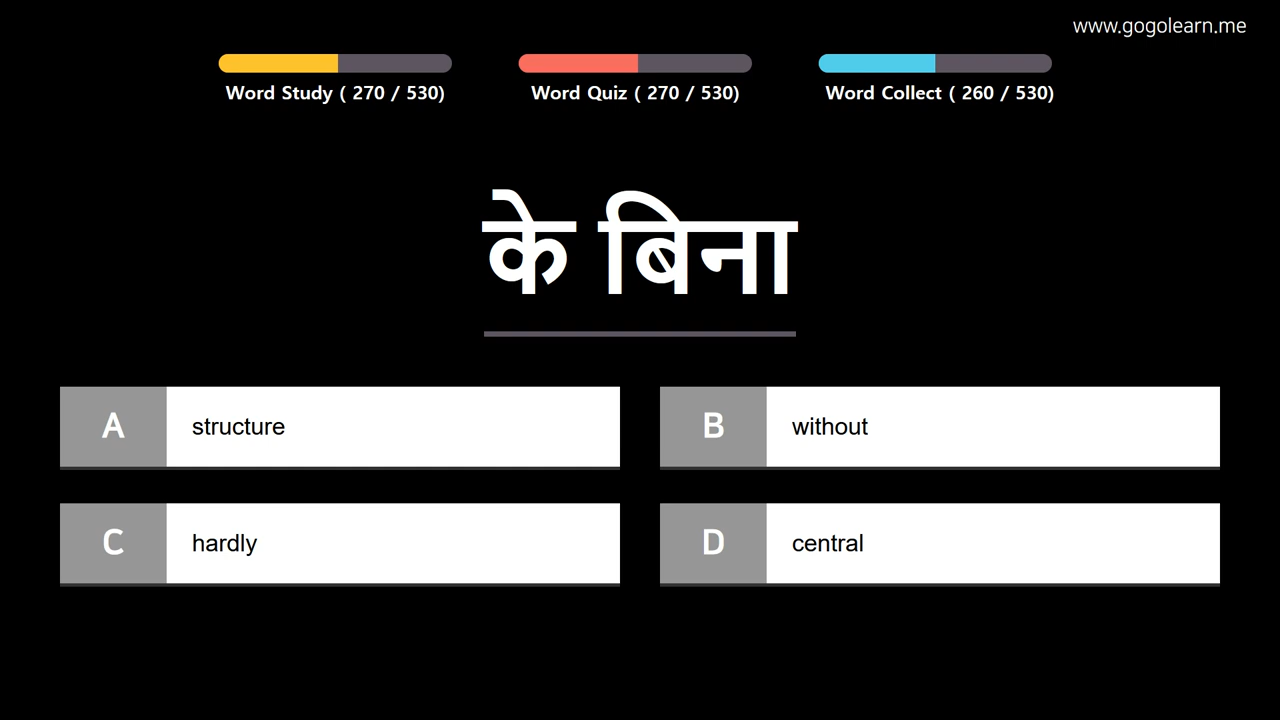 www.gogolearn.me
Word Study ( 270 / 530)
Word Quiz ( 270 / 530)
Word Collect ( 260 / 530)
के बिना
A structure
B without
C hardly
D central